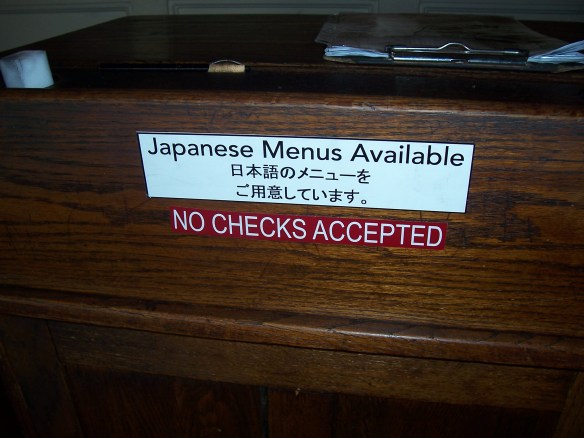 Japanese Menus Available
日本語のメニューを
ご用意しています。
NO CHECKS ACCEPTED